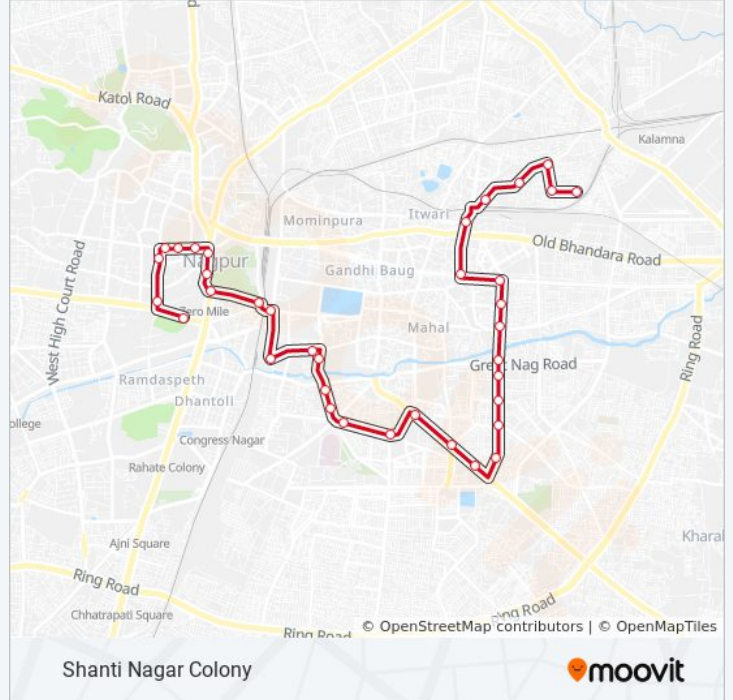 Katol Road
Kalamna
Mominpura
Itwari
Old Bhandara Road
Nagpur
Gandhi Baug
West High Court Road
Zero Mile
Mahal
Ring Road
Great Nag Road
Ramdaspeth
Dhantoli
ollege
Congress Nagar
Rahate Colony
Ajni Square
Kharal
Ring Road
Chhatrapati Square
Ring Road
Ring Road
© OpenStreetMap contributors | © OpenMapTiles
Shanti Nagar Colony
moovit